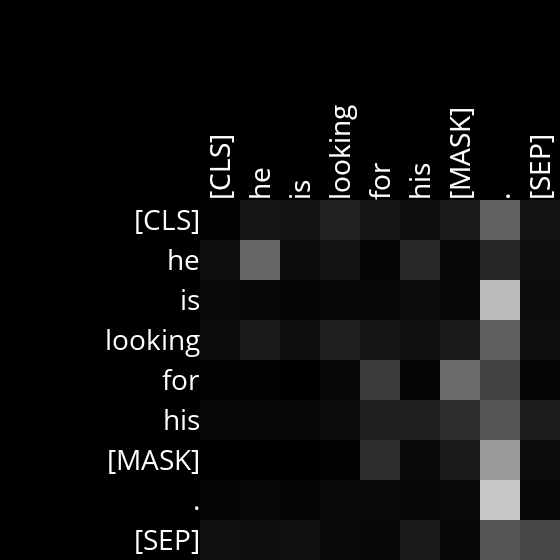 [CLS] he is looking for his [MASK] . [SEP]
[CLS]
he
is
looking
for
his
[MASK]
.
[SEP]